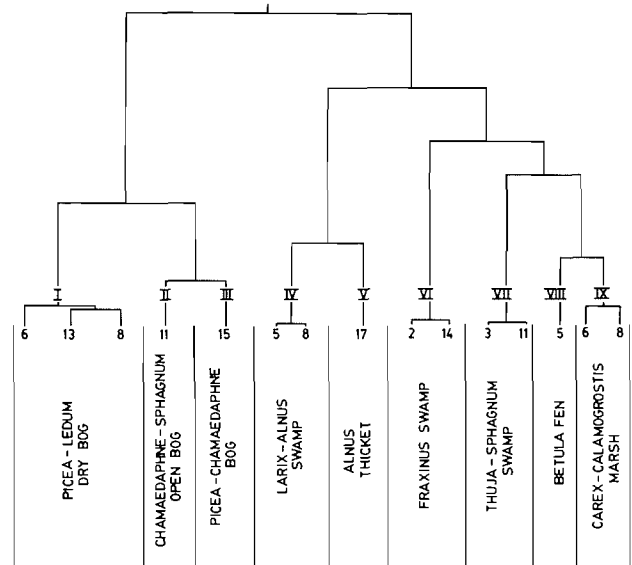 I II III IV V VI VII VIII IX
6 13 8 11 15 5 8 17 2 14 3 11 5 6 8
PICEA - LEDUM
DRY BOG
CHAMAEDAPHNE - SPHAGNUM
OPEN BOG
PICEA - CHAMAEDAPHNE
BOG
LARIX - ALNUS
SWAMP
ALNUS
THICKET
FRAXINUS SWAMP
THUJA - SPHAGNUM
SWAMP
BETULA FEN
CAREX - CALAMOGROSTIS
MARSH